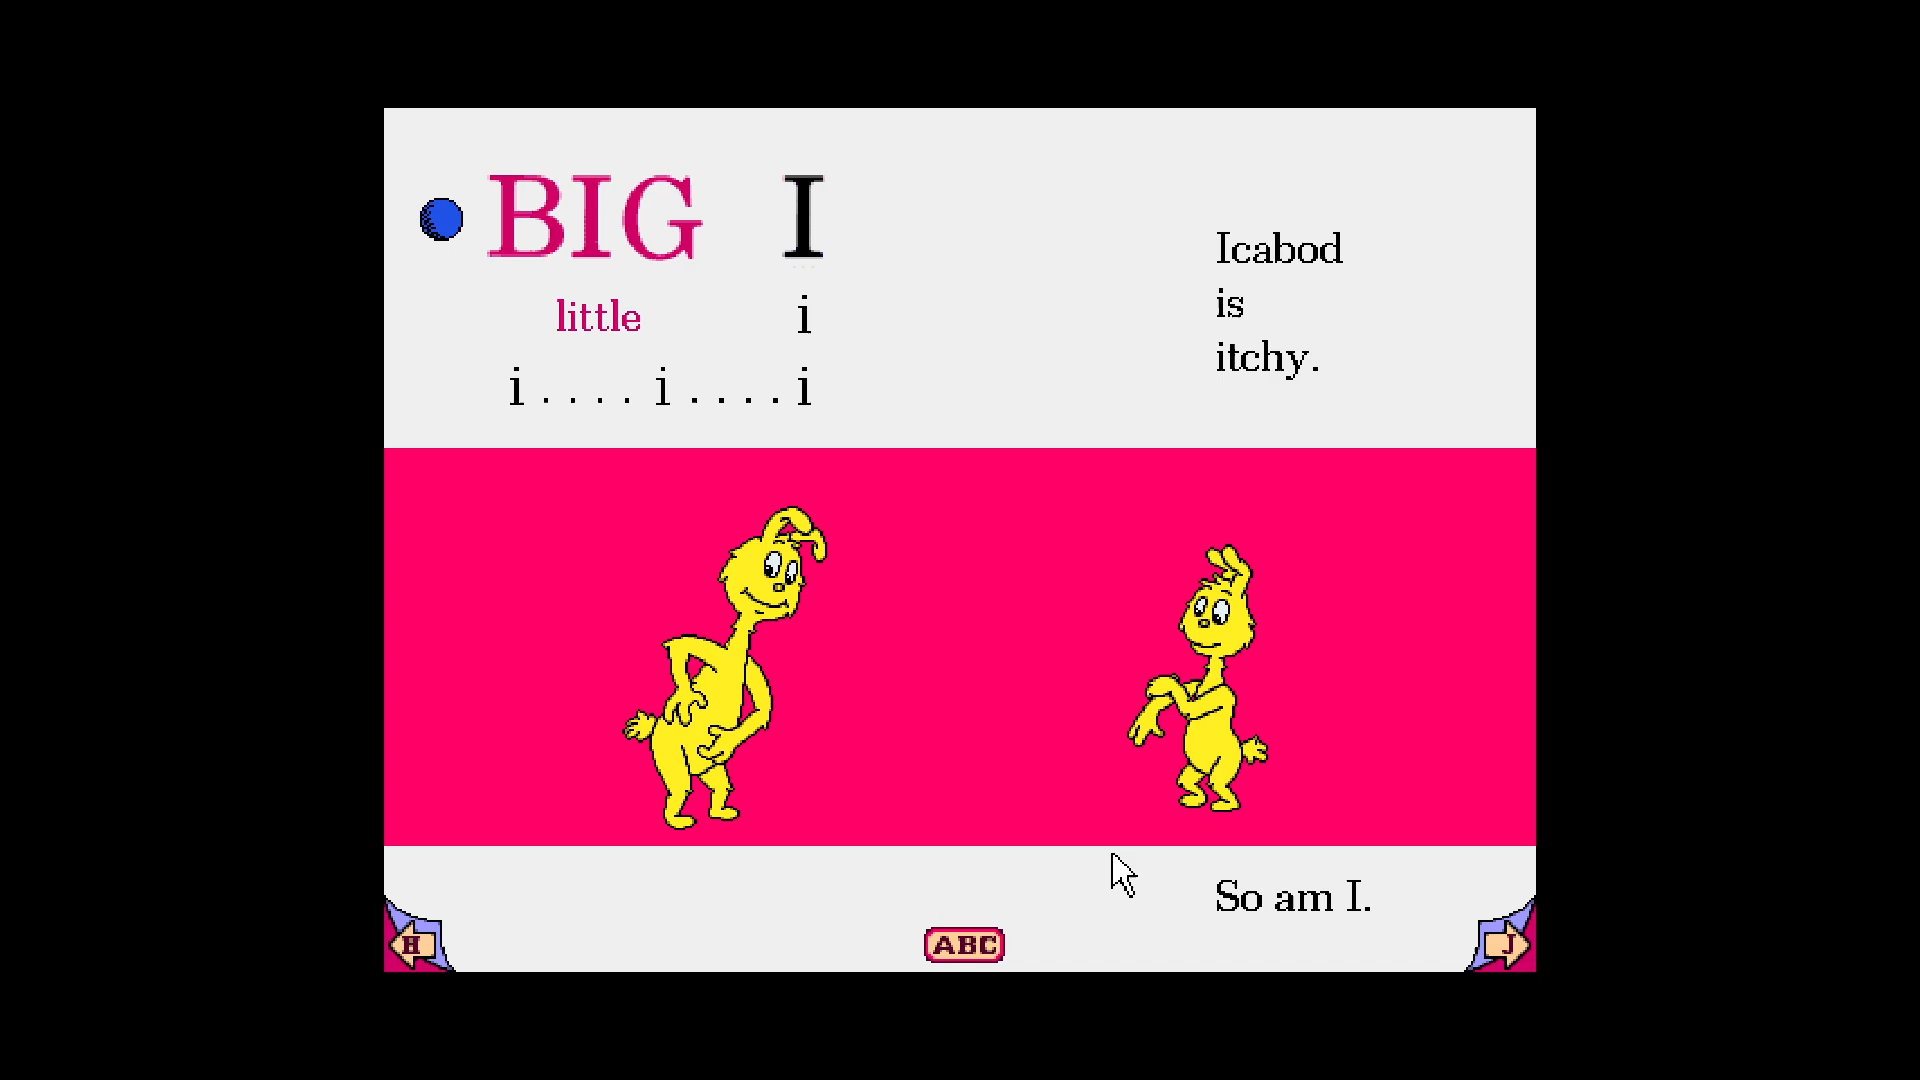 BIG I
little i
i....i....i
Icabod
is
itchy.
So am I.
H
ABC
J